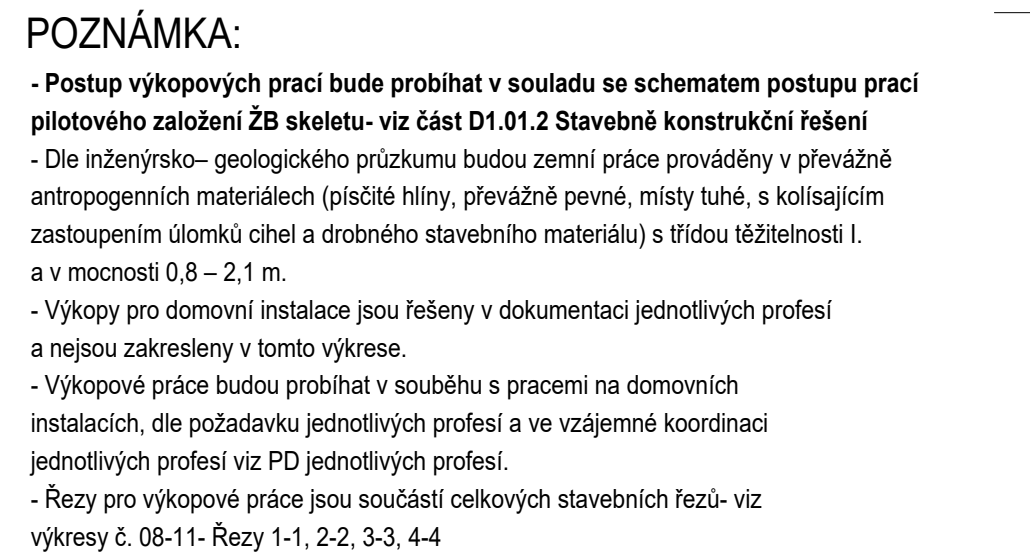 POZNÁMKA:
- Postup výkopových prací bude probíhat v souladu se schematem postupu prací
pilotového založení ŽB skeletu- viz část D1.01.2 Stavebně konstrukční řešení
- Dle inženýrsko– geologického průzkumu budou zemní práce prováděny v převážně
antropogenních materiálech (písčité hlíny, převážně pevné, místy tuhé, s kolísajícím
zastoupením úlomků cihel a drobného stavebního materiálu) s třídou těžitelnosti I.
a v mocnosti 0,8 – 2,1 m.
- Výkopy pro domovní instalace jsou řešeny v dokumentaci jednotlivých profesí
a nejsou zakresleny v tomto výkrese.
- Výkopové práce budou probíhat v souběhu s pracemi na domovních
instalacích, dle požadavku jednotlivých profesí a ve vzájemné koordinaci
jednotlivých profesí viz PD jednotlivých profesí.
- Řezy pro výkopové práce jsou součástí celkových stavebních řezů- viz
výkresy č. 08-11- Řezy 1-1, 2-2, 3-3, 4-4